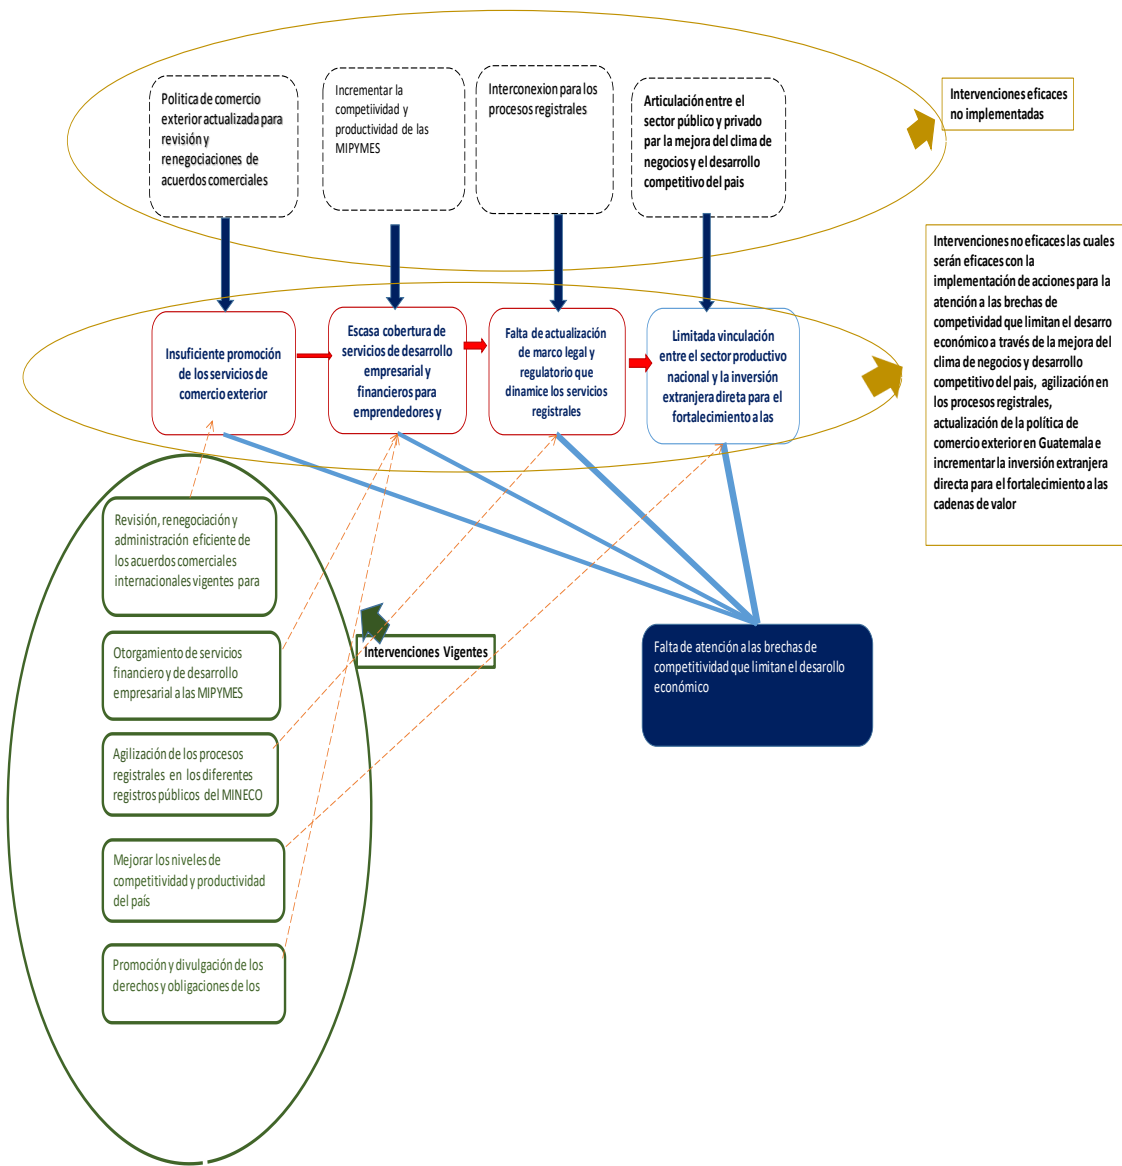 Politica de comercio
exterior actualizada para
revisión y
renegociaciones de
acuerdos comerciales
Incrementar la
competiividad y
productividad de las
MIPYMES
Interconexion para los
procesos registrales
Articulación entre el
sector público y privado
par la mejora del clima de
negocios y el desarrollo
competitivo del pais
Intervenciones eficaces
no implementadas
Intervenciones no eficaces las cuales
serán eficaces con la
implementación de acciones para la
atención a las brechas de
competividad que limitan el desarro
económico a través de la mejora del
clima de negocios y desarrollo
competitivo del pais, agilización en
los procesos registrales,
actualización de la política de
comercio exterior en Guatemala e
incrementar la inversión extranjera
directa para el fortalecimiento a las
cadenas de valor
Insuficiente promoción
de los servicios de
comercio exterior
Escasa cobertura de
servicios de desarrollo
empresarial y
financieros para
emprendedores y
Falta de actualización
de marco legal y
regulatorio que
dinamice los servicios
registrales
Limitada vinculación
entre el sector productivo
nacional y la inversión
extranjera directa para el
fortalecimiento a las
Revisión, renegociación y
administración eficiente de
los acuerdos comerciales
internacionales vigentes para
Otorgamiento de servicios
financiero y de desarrollo
empresarial a las MIPYMES
Agilización de los procesos
registrales en los diferentes
registros públicos del MINECO
Mejorar los niveles de
competitividad y productividad
del país
Promoción y divulgación de los
derechos y obligaciones de los
Intervenciones Vigentes
Falta de atención a las brechas de
competitividad que limitan el desarollo
económico